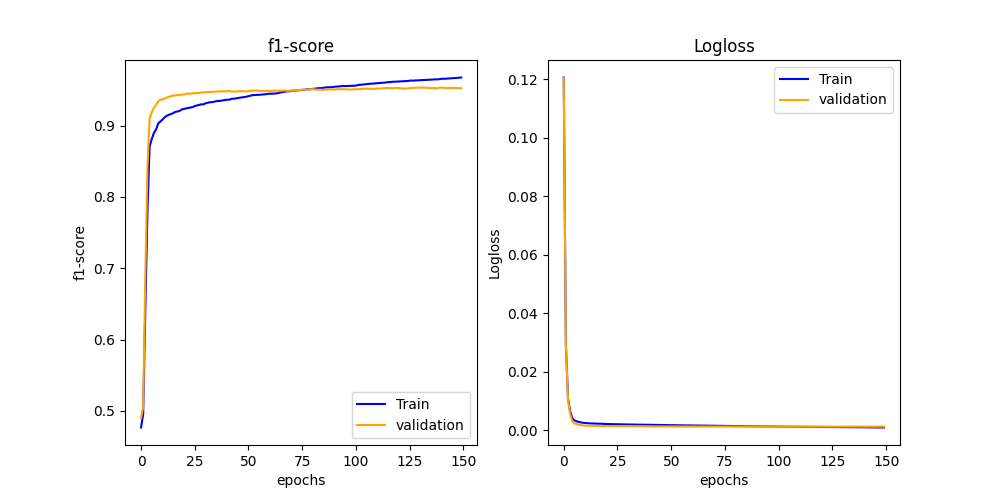 f1-score
f1-score
0.9
0.8
0.7
0.6
0.5
0 25 50 75 100 125 150
epochs
Train
validation
Logloss
Logloss
0.12
0.10
0.08
0.06
0.04
0.02
0.00
0 25 50 75 100 125 150
epochs
Train
validation